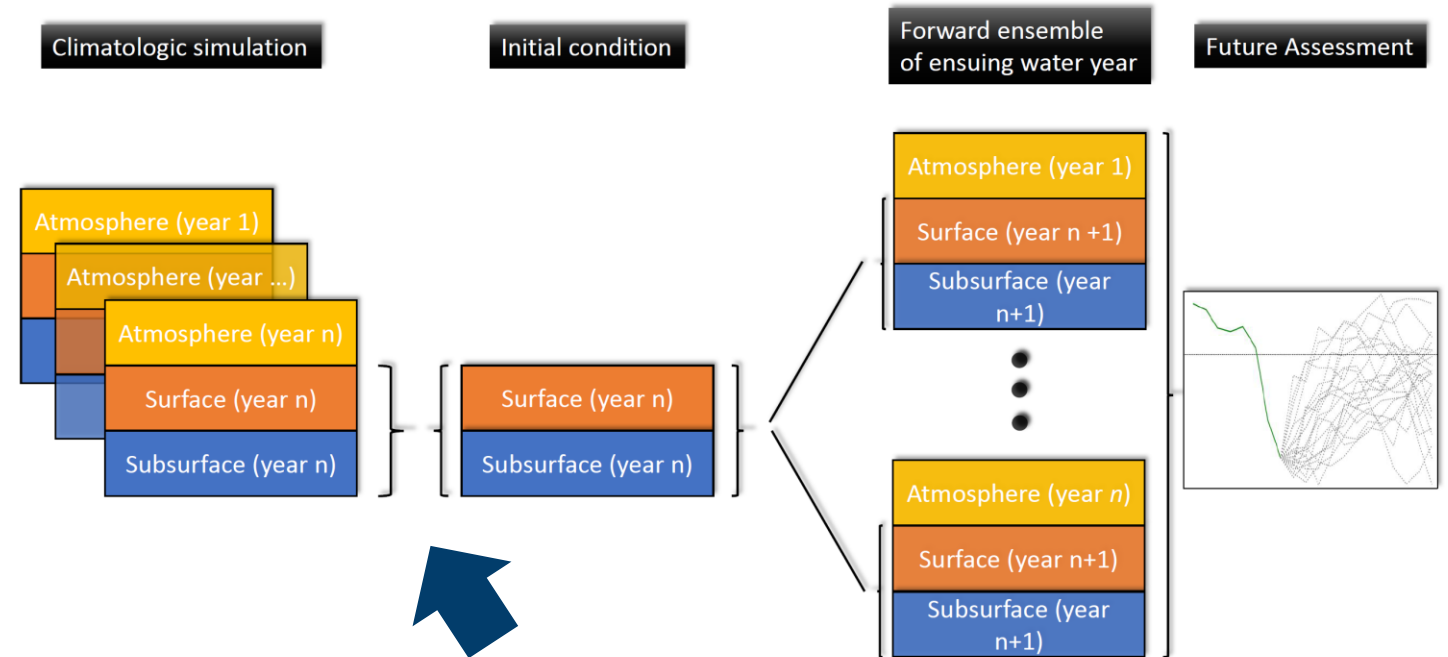 Climatologic simulation
Initial condition
Forward ensemble
of ensuing water year
Future Assessment
Atmosphere (year 1)
Atmosphere (year ...)
Atmosphere (year n)
Surface (year n)
Subsurface (year n)
Surface (year n)
Subsurface (year n)
Atmosphere (year 1)
Surface (year n +1)
Subsurface (year
n+1)
Atmosphere (year n)
Surface (year n+1)
Subsurface (year
n+1)